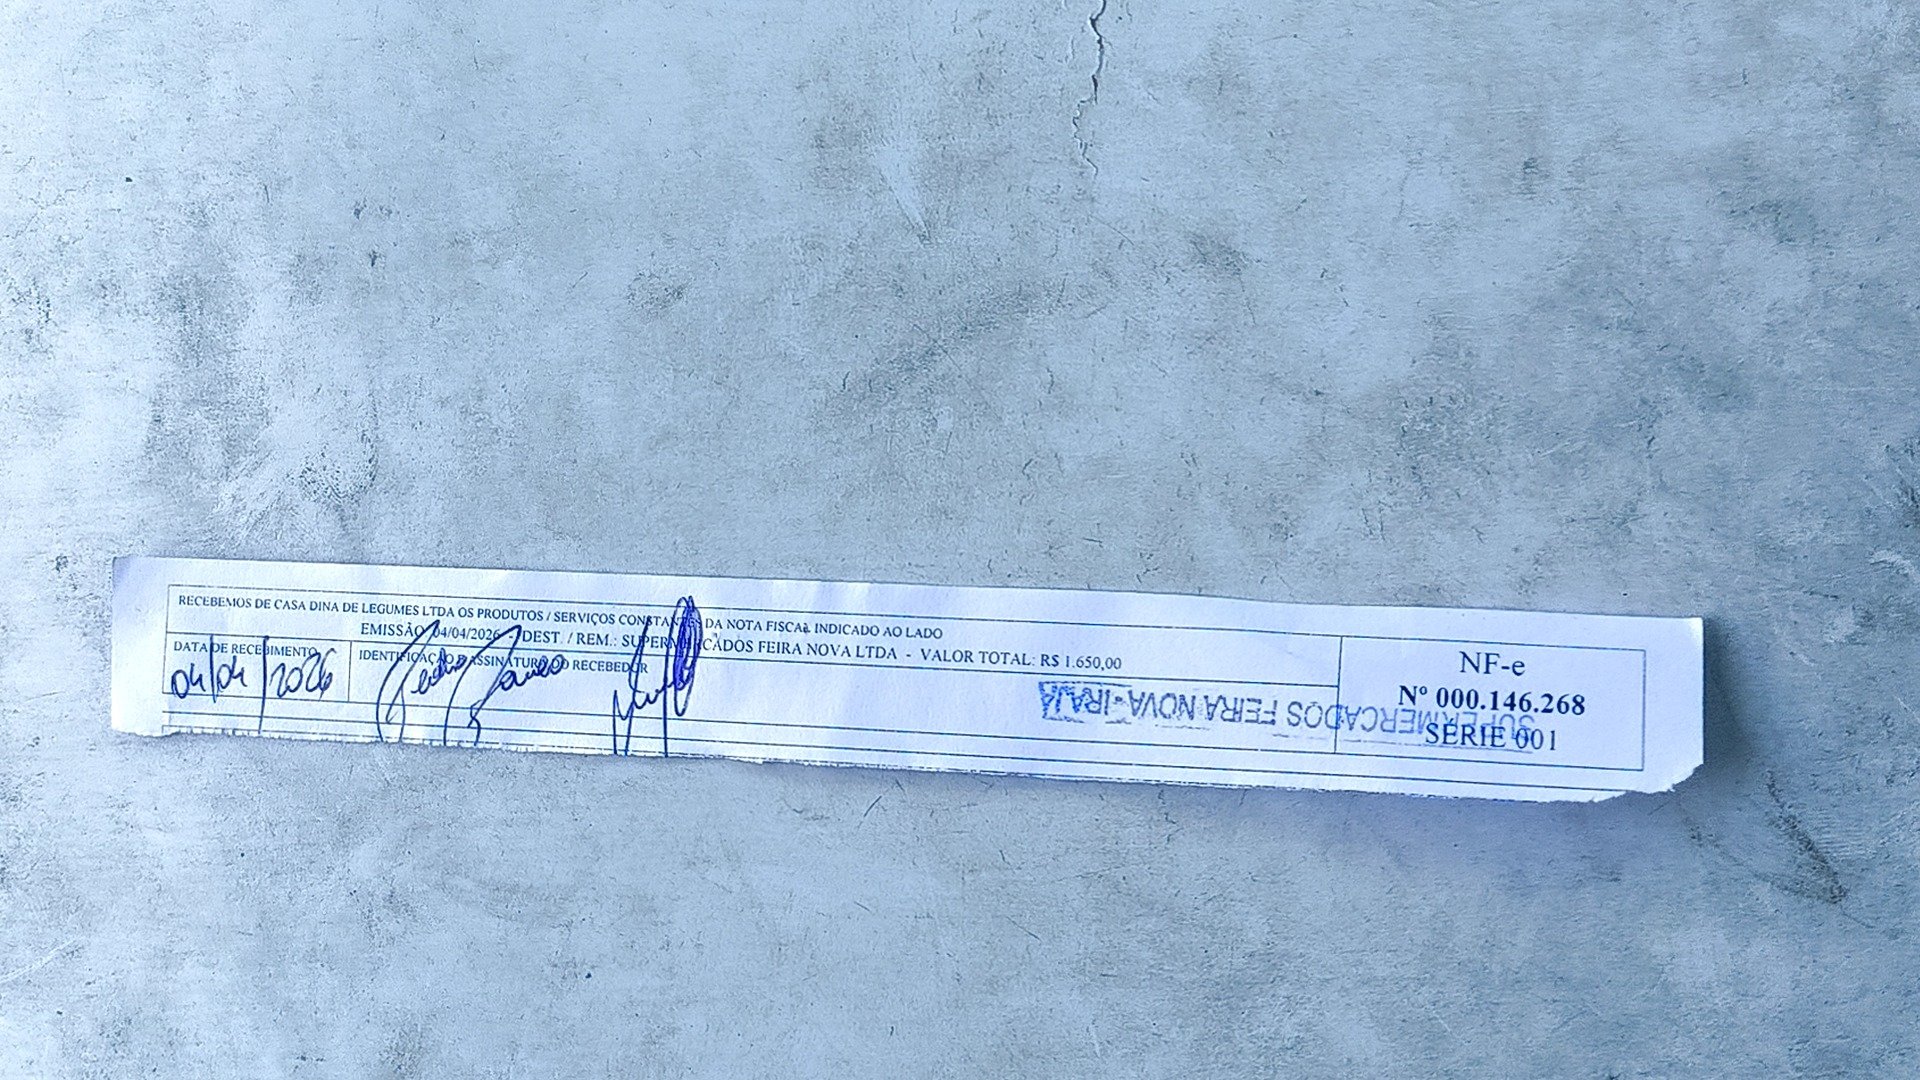 RECEBEMOS DE CASA DINA DE LEGUMES LTDA OS PRODUTOS / SERVIÇOS CONSTANTES DA NOTA FISCAL INDICADO AO LADO
EMISSÃO: 04/04/2026 DEST. / REM.: SUPERMERCADOS FEIRA NOVA LTDA - VALOR TOTAL: R$ 1.650,00
DATA DE RECEBIMENTO
04/04/2026
IDENTIFICAÇÃO E ASSINATURA DO RECEBEDOR
SUPERMERCADOS FEIRA NOVA - IRAJÁ
NF-e
Nº 000.146.268
SÉRIE 001